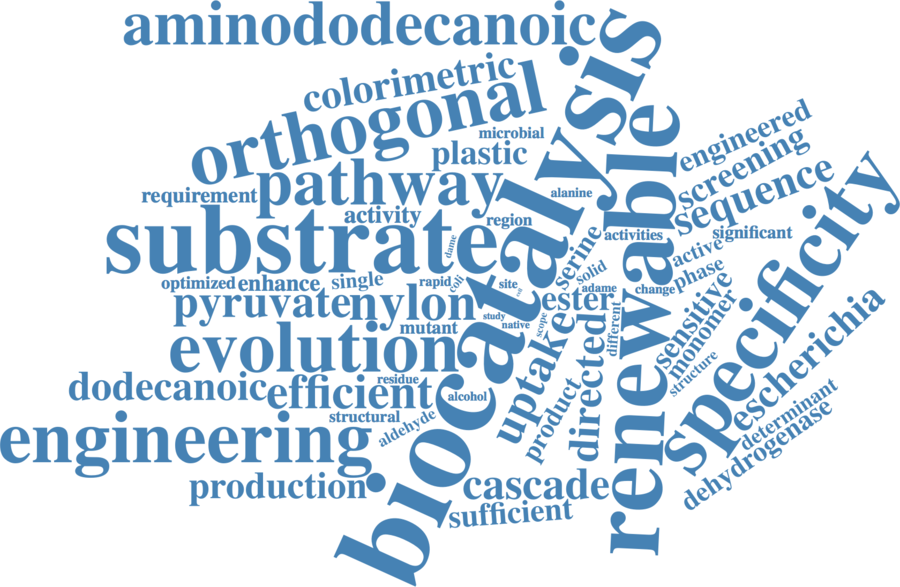 aminododecanoic
colorimetric
orthogonal
microbial
plastic
engineered
screening
pathway
requirement
alanine
sequence
activity
region
substrate
biocatalysis
renewable
specificity
activities
significant
serine
dame
active
solid
phase
optimized
enhance
single
rapid
coli
site
adame
change
pyruvate
nylon
ester
study
native
scope
different
mutant
uptake
directed
sensitive
monomer
structure
evolution
escherichia
dodecanoic
efficient
residue
alcohol
product
determinant
structural
aldehyde
engineering
dehydrogenase
production
cascade
sufficient